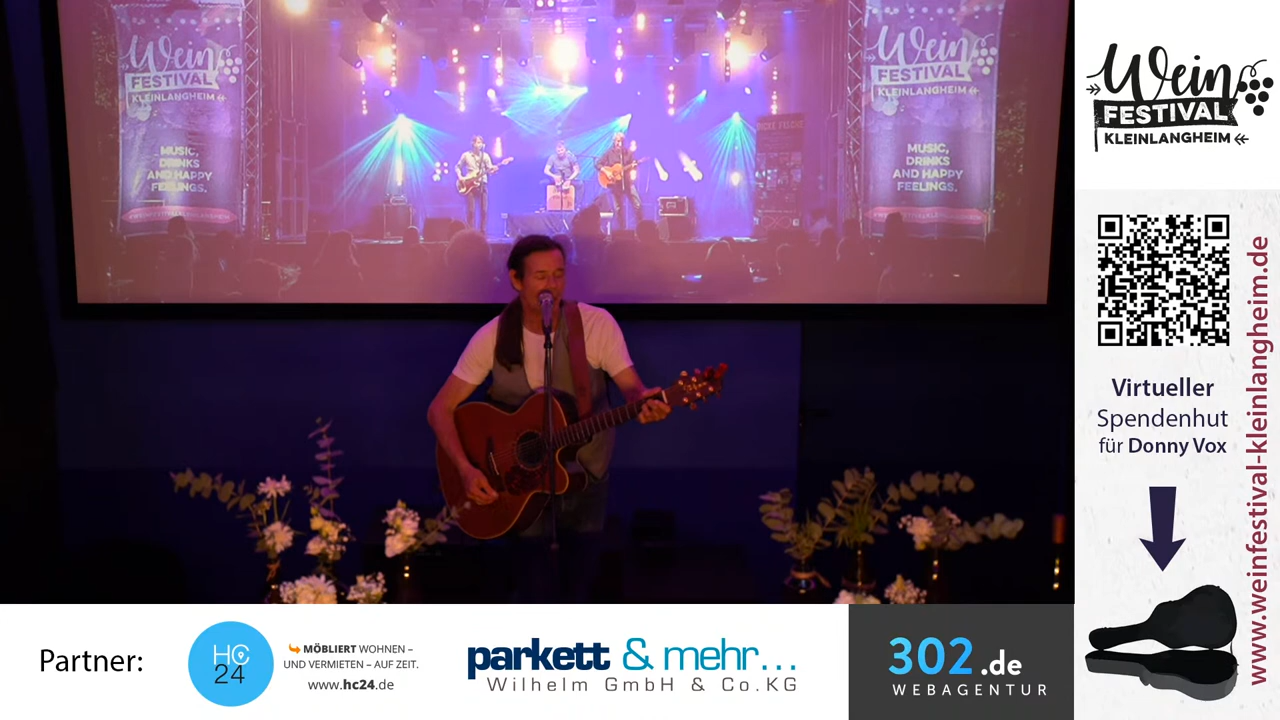 Wein
FESTIVAL
KLEINLANGHEIM
MUSIC,
DRINKS
AND HAPPY
FEELINGS.
Wein
FESTIVAL
KLEINLANGHEIM
MUSIC,
DRINKS
AND HAPPY
FEELINGS.
Wein
FESTIVAL
KLEINLANGHEIM
Virtueller
Spendenhut
für Donny Vox
www.weinfestival-kleinlangheim.de
Partner:
HC
24
MÖBLIERT WOHNEN –
UND VERMIETEN – AUF ZEIT.
www.hc24.de
parkett & mehr...
Wilhelm GmbH & Co.KG
302.de
WEBAGENTUR